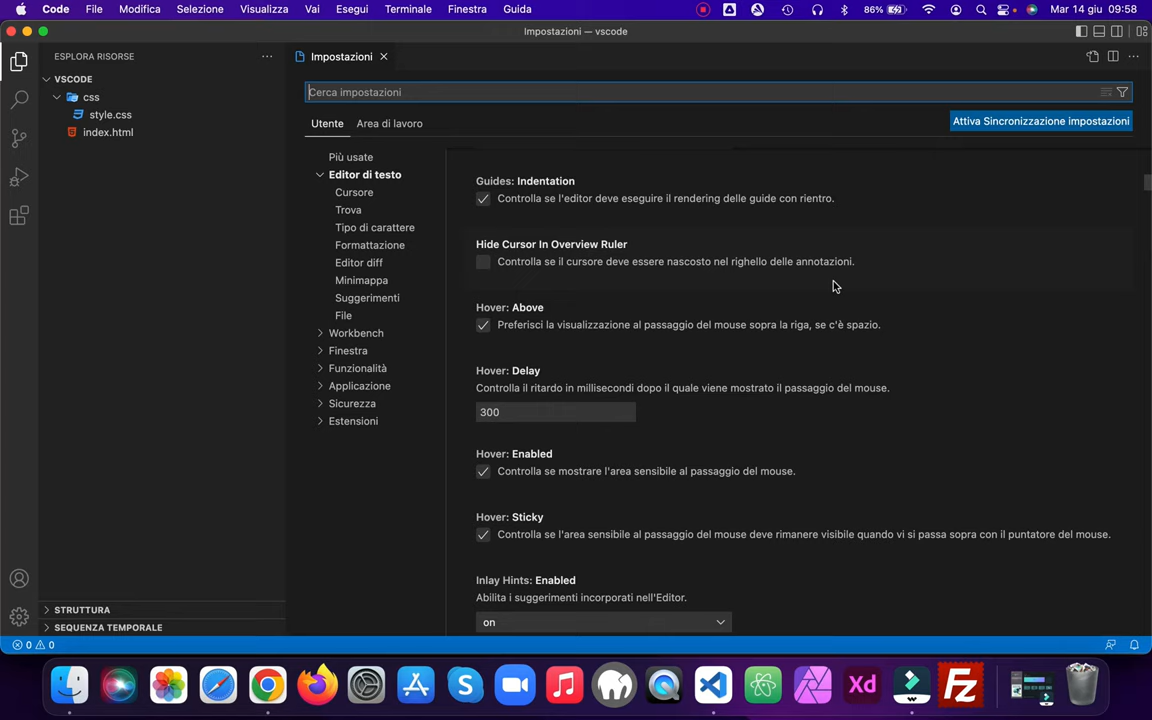 Code File Modifica Selezione Visualizza Vai Esegui Terminale Finestra Guida 86% Mar 14 giu 09:58
Impostazioni — vscode
ESPLORA RISORSE
Impostazioni
VSCODE
css
style.css
index.html
Cerca impostazioni
Utente Area di lavoro
Attiva Sincronizzazione impostazioni
Più usate
Editor di testo
Cursore
Trova
Tipo di carattere
Formattazione
Editor diff
Minimappa
Suggerimenti
File
Workbench
Finestra
Funzionalità
Applicazione
Sicurezza
Estensioni
Guides: Indentation
Controlla se l'editor deve eseguire il rendering delle guide con rientro.
Hide Cursor In Overview Ruler
Controlla se il cursore deve essere nascosto nel righello delle annotazioni.
Hover: Above
Preferisci la visualizzazione al passaggio del mouse sopra la riga, se c'è spazio.
Hover: Delay
Controlla il ritardo in millisecondi dopo il quale viene mostrato il passaggio del mouse.
300
Hover: Enabled
Controlla se mostrare l'area sensibile al passaggio del mouse.
Hover: Sticky
Controlla se l'area sensibile al passaggio del mouse deve rimanere visibile quando vi si passa sopra con il puntatore del mouse.
Inlay Hints: Enabled
Abilita i suggerimenti incorporati nell'Editor.
on
STRUTTURA
SEQUENZA TEMPORALE
0 0
Xd
Fz